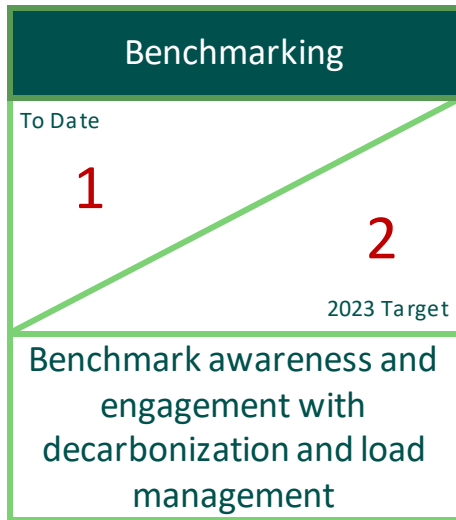 Benchmarking
To Date
1
2
2023 Target
Benchmark awareness and
engagement with
decarbonization and load
management